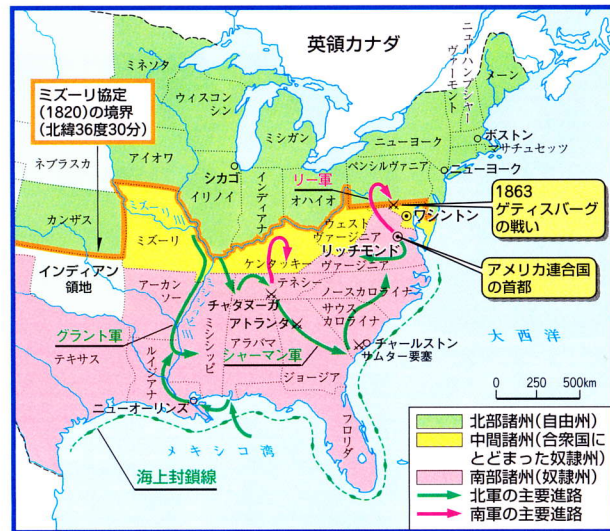 英領カナダ
ミズーリ協定
(1820)の境界
(北緯36度30分)
ミネソタ
ウィスコン
シン
ミシガン
アイオワ
ネブラスカ
カンザス
シカゴ
イリノイ
インディアナ
オハイオ
ペンシルヴァニア
ニューヨーク
ヴァーモント
ニューハンプシャー
メーン
ボストン
マサチュセッツ
ニューヨーク
リー軍
1863
ゲティスバーグ
の戦い
ワシントン
ウェスト
ヴァージニア
リッチモンド
ヴァージニア
アメリカ連合国
の首都
ミズーリ川
ミズーリ
ケンタッキー
インディアン
領地
アーカン
ソー
テネシー
ノースカロライナ
チャタヌーガ
サウス
カロライナ
アトランタ
ミシシッピ川
ミシシッピ
アラバマ
シャーマン軍
チャールストン
サムター要塞
ジョージア
グラント軍
テキサス
ルイジアナ
ニューオーリンズ
フロリダ
メキシコ湾
大西洋
海上封鎖線
0 250 500km
北部諸州(自由州)
中間諸州(合衆国に
とどまった奴隷州)
南部諸州(奴隷州)
北軍の主要進路
南軍の主要進路